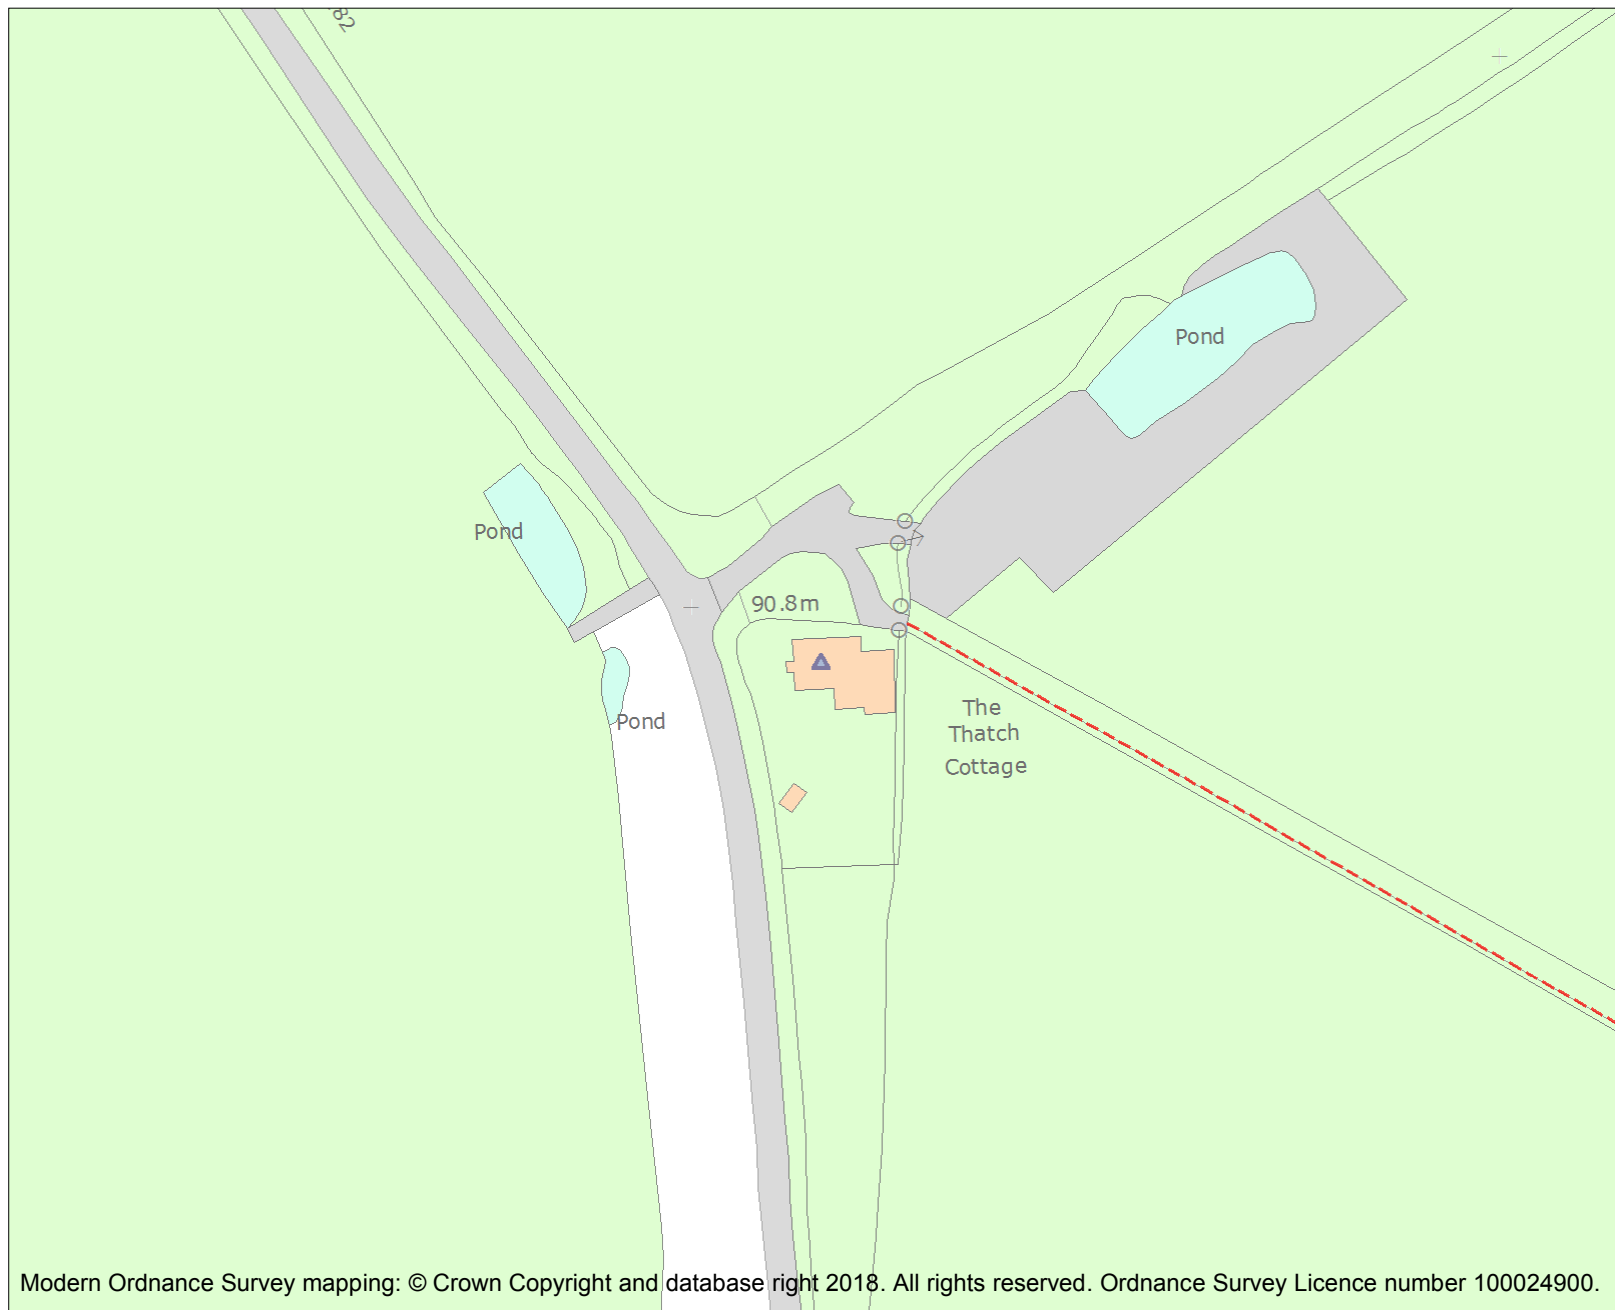 82
Pond
Pond
90.8m
The
Thatch
Cottage
Pond
Modern Ordnance Survey mapping: © Crown Copyright and database right 2018. All rights reserved. Ordnance Survey Licence number 100024900.